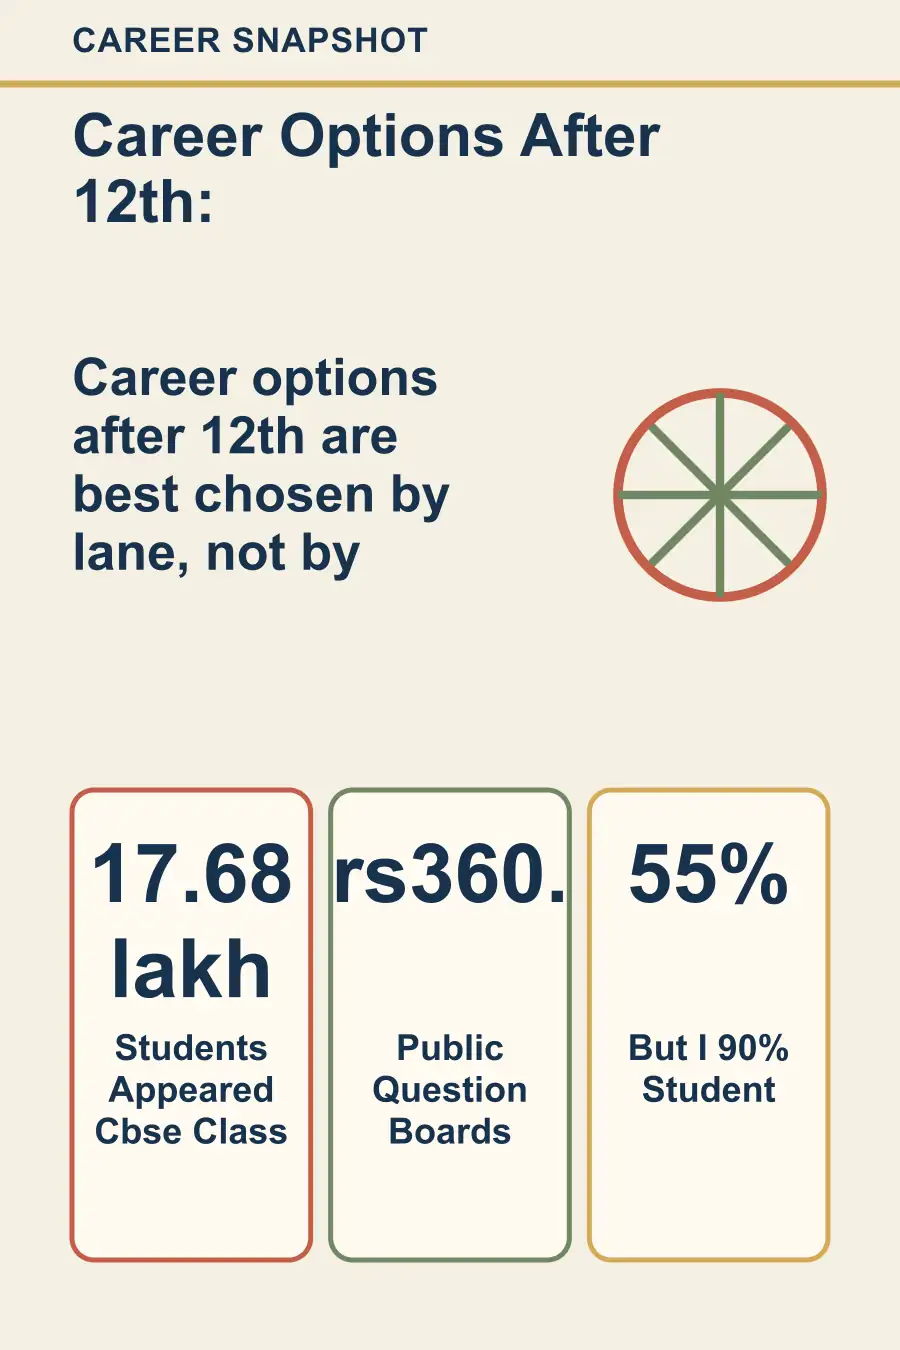 CAREER SNAPSHOT
Career Options After
12th:
Career options
after 12th are
best chosen by
lane, not by
17.68
lakh
Students
Appeared
Cbse Class
rs360.
Public
Question
Boards
55%
But I 90%
Student